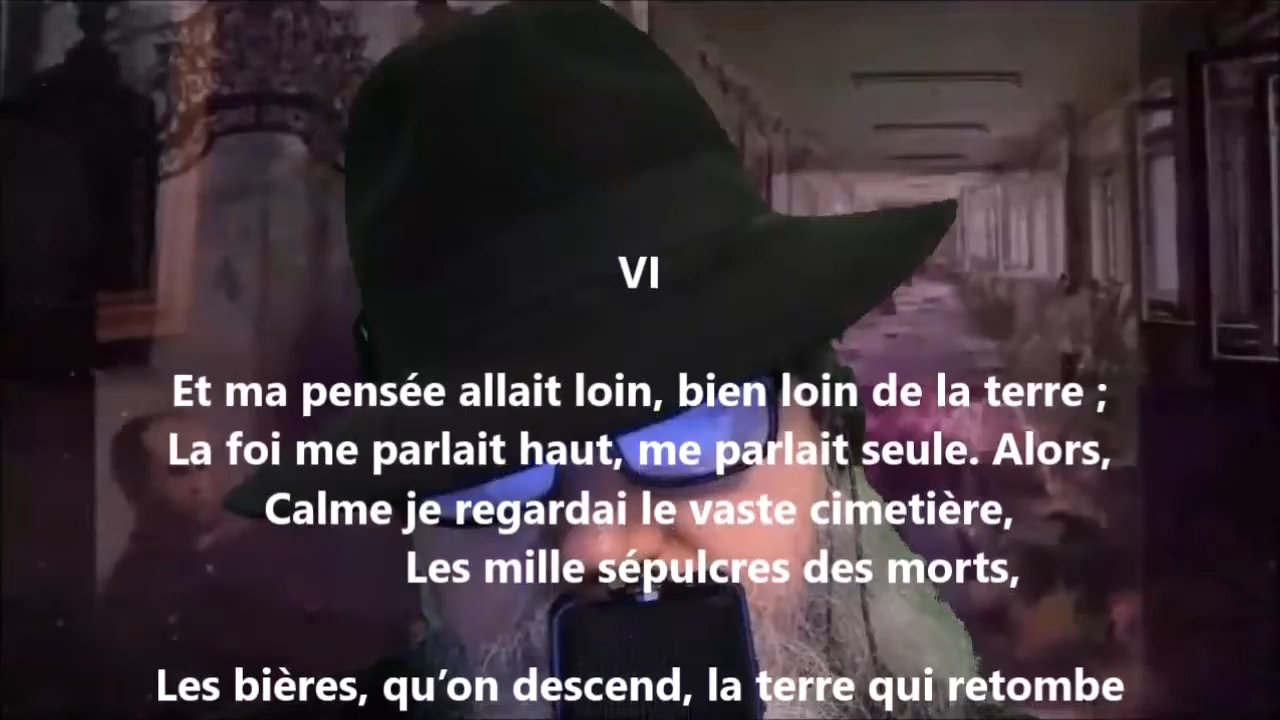 VI
Et ma pensée allait loin, bien loin de la terre ;
La foi me parlait haut, me parlait seule. Alors,
Calme je regardai le vaste cimetière,
Les mille sépulcres des morts,
Les bières, qu’on descend, la terre qui retombe